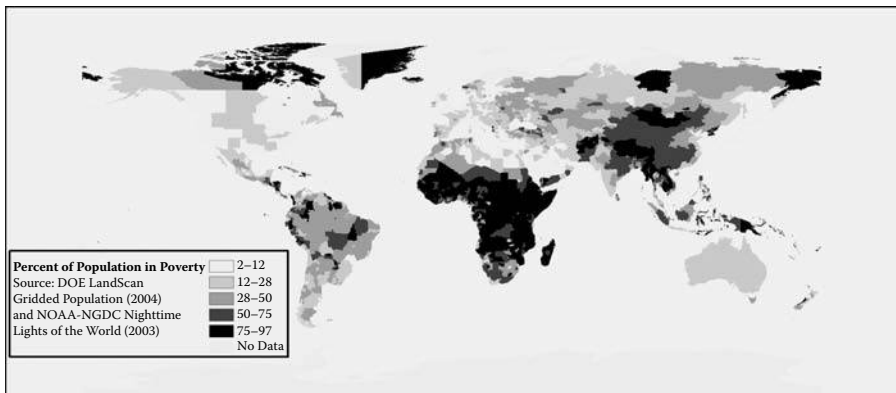 Percent of Population in Poverty
Source: DOE LandScan
Gridded Population (2004)
and NOAA-NGDC Nighttime
Lights of the World (2003)
2–12
12–28
28–50
50–75
75–97
No Data